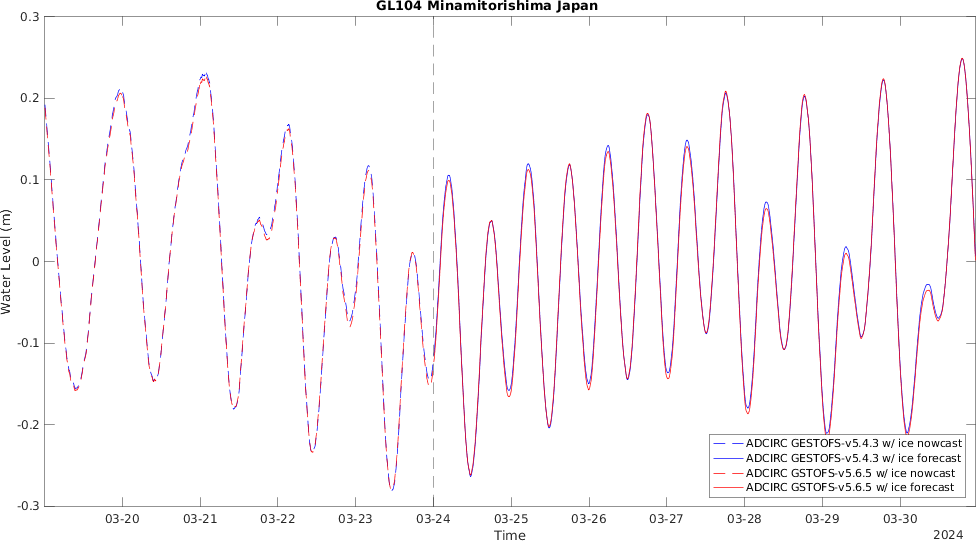 GL104 Minamitorishima Japan
0.3
0.2
0.1
0
-0.1
-0.2
-0.3
Water Level (m)
ADCIRC GESTOFS-v5.4.3 w/ ice nowcast
ADCIRC GESTOFS-v5.4.3 w/ ice forecast
ADCIRC GSTOFS-v5.6.5 w/ ice nowcast
ADCIRC GSTOFS-v5.6.5 w/ ice forecast
03-20 03-21 03-22 03-23 03-24 03-25 03-26 03-27 03-28 03-29 03-30
Time
2024